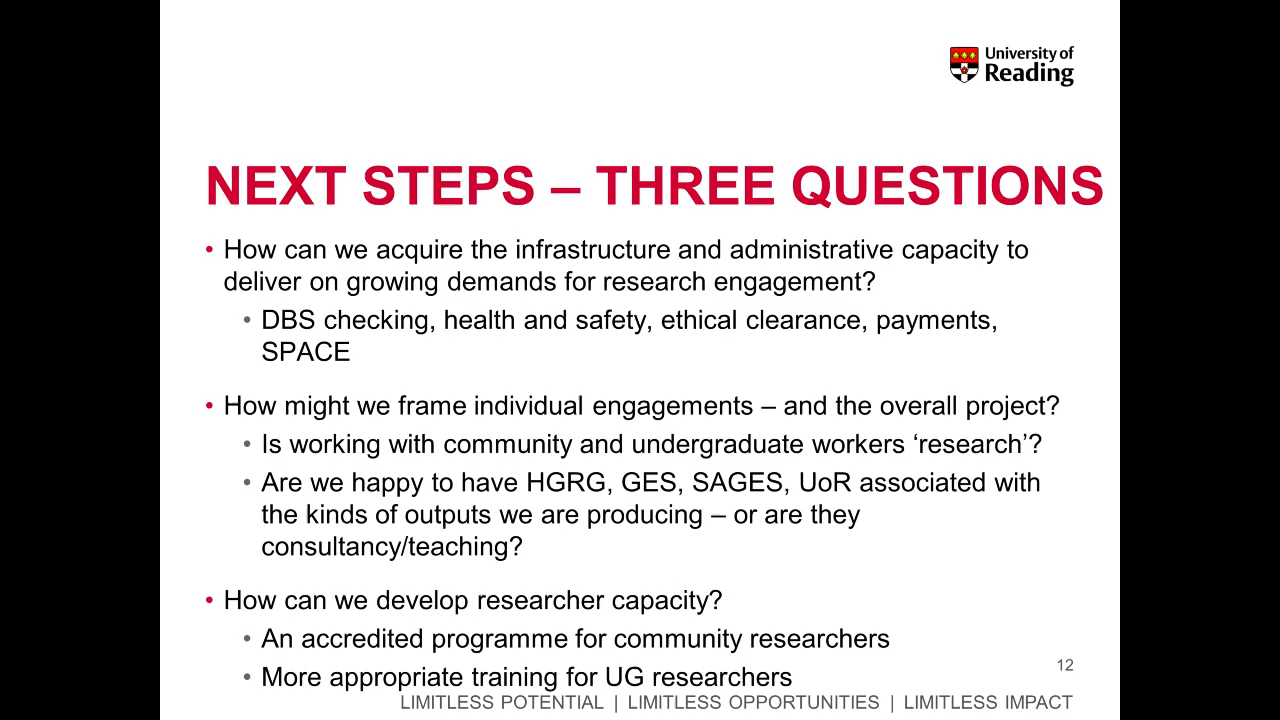 University of
Reading
NEXT STEPS – THREE QUESTIONS
• How can we acquire the infrastructure and administrative capacity to
deliver on growing demands for research engagement?
• DBS checking, health and safety, ethical clearance, payments,
SPACE
• How might we frame individual engagements – and the overall project?
• Is working with community and undergraduate workers ‘research’?
• Are we happy to have HGRG, GES, SAGES, UoR associated with
the kinds of outputs we are producing – or are they
consultancy/teaching?
• How can we develop researcher capacity?
• An accredited programme for community researchers
• More appropriate training for UG researchers
12
LIMITLESS POTENTIAL | LIMITLESS OPPORTUNITIES | LIMITLESS IMPACT